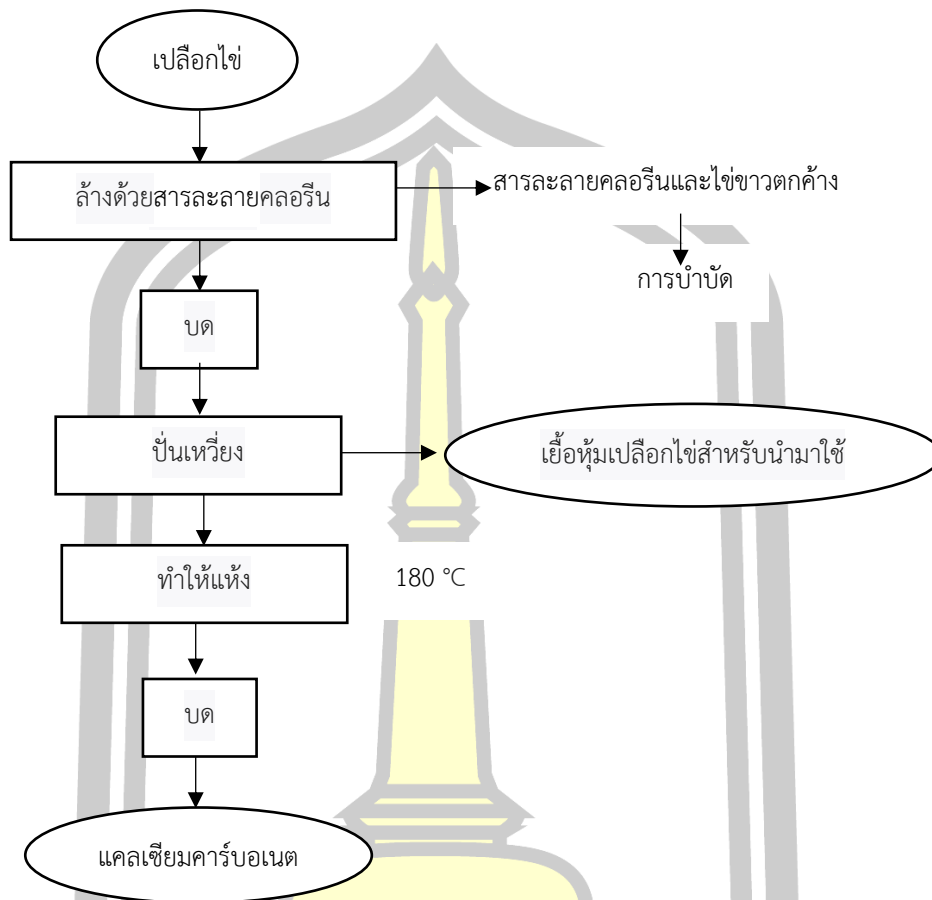 เปลือกไข่
ล้างด้วยสารละลายคลอรีน
สารละลายคลอรีนและไข่ขาวตกค้าง
การบำบัด
บด
ปั่นเหวี่ยง
เยื้อหุ้มเปลือกไข่สำหรับนำมาใช้
ทำให้แห้ง
180 °C
บด
แคลเซียมคาร์บอเนต